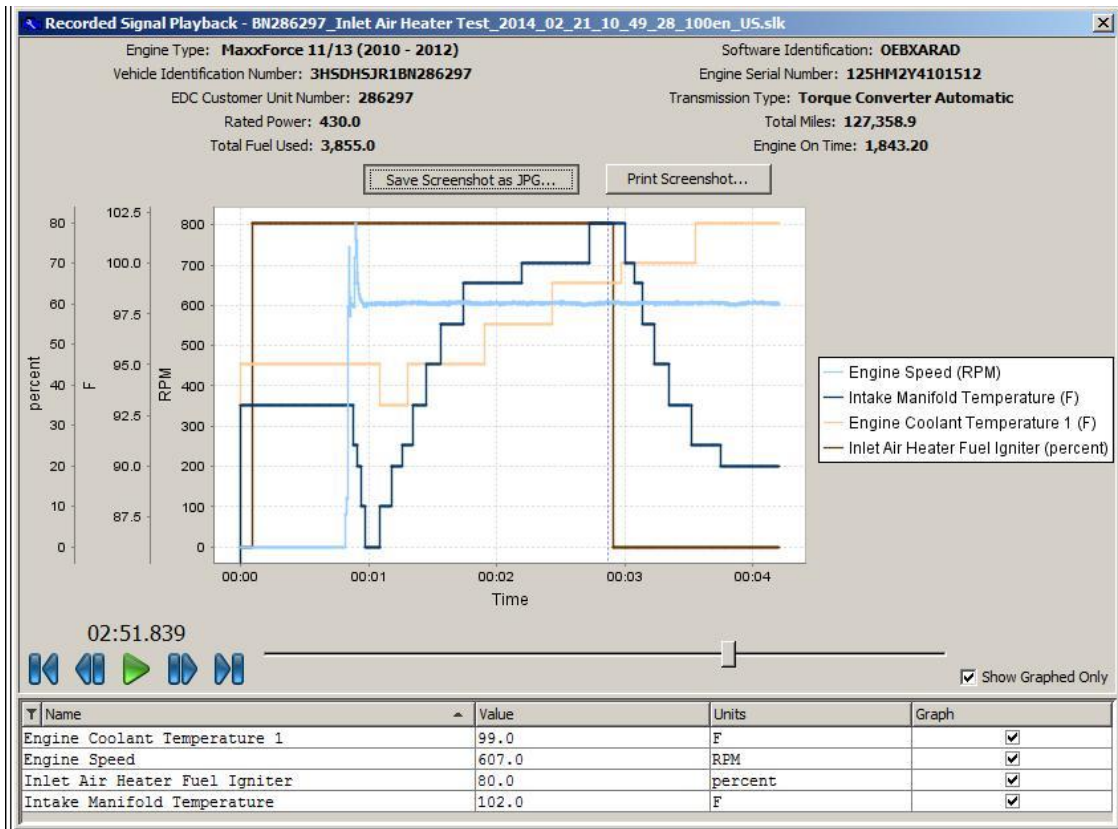 Recorded Signal Playback - BN286297_Inlet Air Heater Test_2014_02_21_10_49_28_100en_US.slk
Engine Type: MaxxForce 11/13 (2010 - 2012) Software Identification: OEBXARAD
Vehicle Identification Number: 3HSDHSJR1BN286297 Engine Serial Number: 125HM2Y4101512
EDC Customer Unit Number: 286297 Transmission Type: Torque Converter Automatic
Rated Power: 430.0 Total Miles: 127,358.9
Total Fuel Used: 3,855.0 Engine On Time: 1,843.20
Save Screenshot as JPG... Print Screenshot...
percent
80
70
60
50
40
30
20
10
0
F
102.5
100.0
97.5
95.0
92.5
90.0
87.5
RPM
800
700
600
500
400
300
200
100
0
00:00 00:01 00:02 00:03 00:04
Time
Engine Speed (RPM)
Intake Manifold Temperature (F)
Engine Coolant Temperature 1 (F)
Inlet Air Heater Fuel Igniter (percent)
02:51.839
Show Graphed Only
Name Value Units Graph
Engine Coolant Temperature 1 99.0 F
Engine Speed 607.0 RPM
Inlet Air Heater Fuel Igniter 80.0 percent
Intake Manifold Temperature 102.0 F